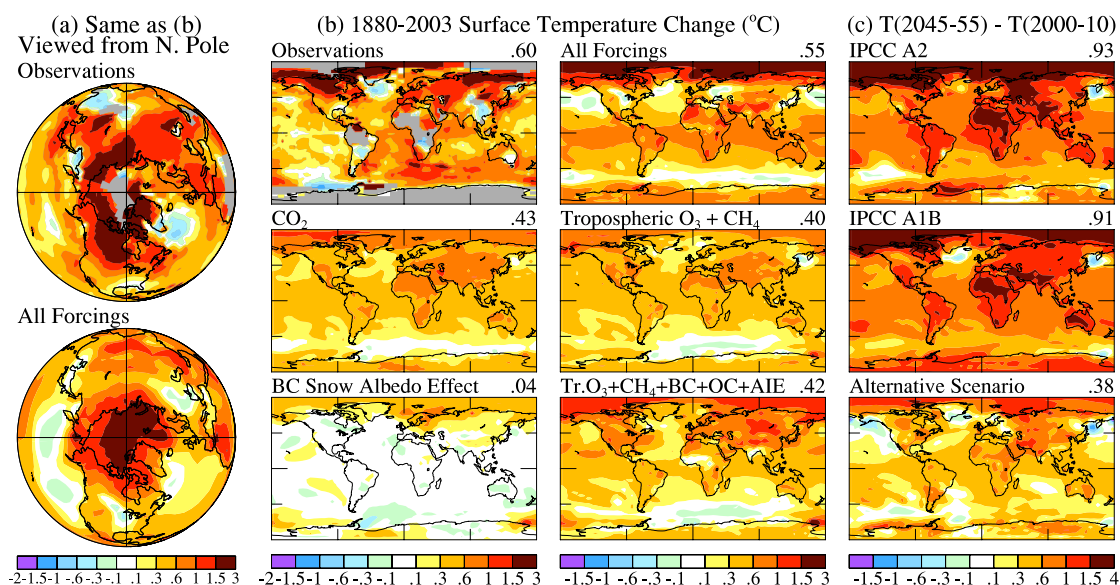 (a) Same as (b)
Viewed from N. Pole
Observations
All Forcings
(b) 1880-2003 Surface Temperature Change (°C)
Observations .60
All Forcings .55
CO₂ .43
Tropospheric O₃ + CH₄ .40
BC Snow Albedo Effect .04
Tr.O₃+CH₄+BC+OC+AIE .42
(c) T(2045-55) - T(2000-10)
IPCC A2 .93
IPCC A1B .91
Alternative Scenario .38
-2 -1.5 -1 -.6 -.3 -.1 .1 .3 .6 1 1.5 3
-2 -1.5 -1 -.6 -.3 -.1 .1 .3 .6 1 1.5 3
-1.5 -1 -.6 -.3 -.1 .1 .3 .6 1 1.5 3
-1.5 -1 -.6 -.3 -.1 .1 .3 .6 1 1.5 2